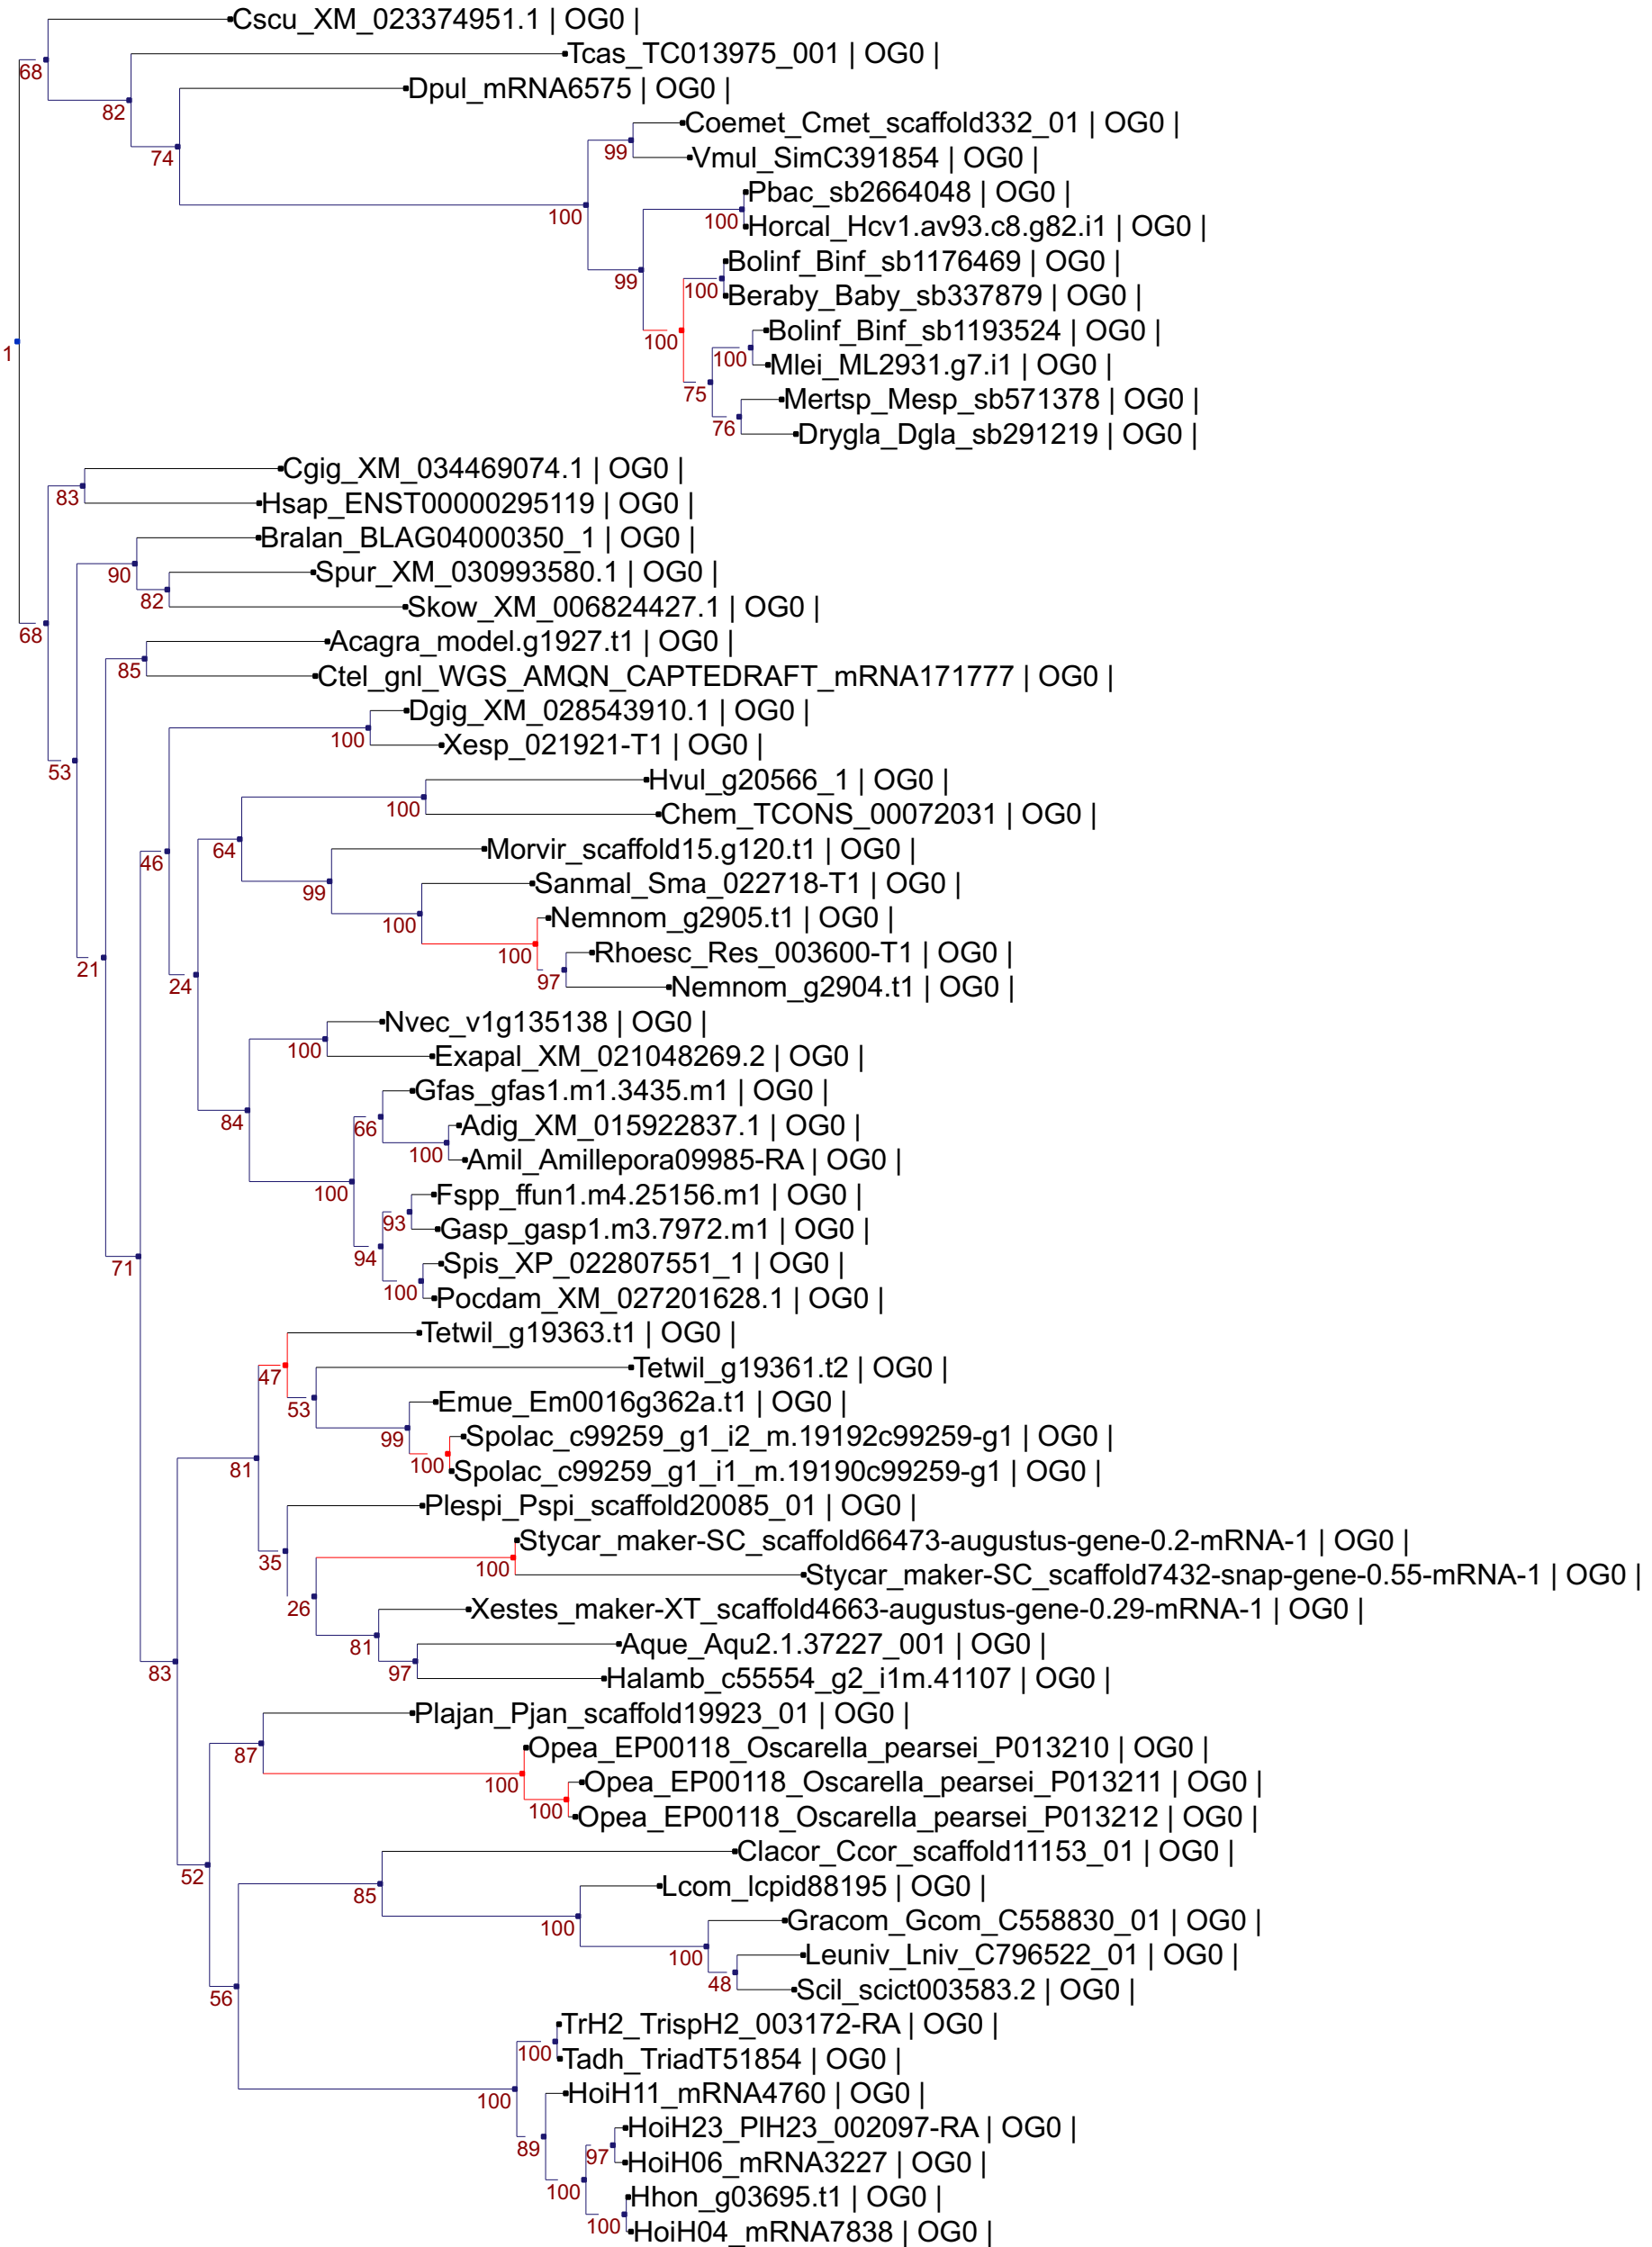 Cscu_XM_023374951.1 | OG0 |
Tcas_TC013975_001 | OG0 |
68
Dpul_mRNA6575 | OG0 |
82
Coemet_Cmet_scaffold332_01 | OG0 |
99
74
Vmul_SimC391854 | OG0 |
Pbac_sb2664048 | OG0 |
100
100
Horcal_Hcv1.av93.c8.g82.i1 | OG0 |
Bolinf_Binf_sb1176469 | OG0 |
99
100
Beraby_Baby_sb337879 | OG0 |
Bolinf_Binf_sb1193524 | OG0 |
100
1
100
Mlei_ML2931.g7.i1 | OG0 |
75
Mertsp_Mesp_sb571378 | OG0 |
76
Drygla_Dgla_sb291219 | OG0 |
Cgig_XM_034469074.1 | OG0 |
83
Hsap_ENST00000295119 | OG0 |
Bralan_BLAG04000350_1 | OG0 |
90
Spur_XM_030993580.1 | OG0 |
82
Skow_XM_006824427.1 | OG0 |
68
Acagra_model.g1927.t1 | OG0 |
85
Ctel_gnl_WGS_AMQN_CAPTEDRAFT_mRNA171777 | OG0 |
Dgig_XM_028543910.1 | OG0 |
100
Xesp_021921-T1 | OG0 |
53
Hvul_g20566_1 | OG0 |
100
Chem_TCONS_00072031 | OG0 |
64
Morvir_scaffold15.g120.t1 | OG0 |
46
99
Sanmal_Sma_022718-T1 | OG0 |
100
Nemnom_g2905.t1 | OG0 |
100
Rhoesc_Res_003600-T1 | OG0 |
21
97
24
Nemnom_g2904.t1 | OG0 |
Nvec_v1g135138 | OG0 |
100
Exapal_XM_021048269.2 | OG0 |
Gfas_gfas1.m1.3435.m1 | OG0 |
84
66
Adig_XM_015922837.1 | OG0 |
100
Amil_Amillepora09985-RA | OG0 |
100
Fspp_ffun1.m4.25156.m1 | OG0 |
93
Gasp_gasp1.m3.7972.m1 | OG0 |
94
71
Spis_XP_022807551_1 | OG0 |
100
Pocdam_XM_027201628.1 | OG0 |
Tetwil_g19363.t1 | OG0 |
47
Tetwil_g19361.t2 | OG0 |
53
Emue_Em0016g362a.t1 | OG0 |
99
Spolac_c99259_g1_i2_m.19192c99259-g1 | OG0 |
81
100
Spolac_c99259_g1_i1_m.19190c99259-g1 | OG0 |
Plespi_Pspi_scaffold20085_01 | OG0 |
Stycar_maker-SC_scaffold66473-augustus-gene-0.2-mRNA-1 | OG0 |
35
100
Stycar_maker-SC_scaffold7432-snap-gene-0.55-mRNA-1 | OG0 |
26
Xestes_maker-XT_scaffold4663-augustus-gene-0.29-mRNA-1 | OG0 |
81
Aque_Aqu2.1.37227_001 | OG0 |
83
97
Halamb_c55554_g2_i1m.41107 | OG0 |
Plajan_Pjan_scaffold19923_01 | OG0 |
87
Opea_EP00118_Oscarella_pearsei_P013210 | OG0 |
100
Opea_EP00118_Oscarella_pearsei_P013211 | OG0 |
100
Opea_EP00118_Oscarella_pearsei_P013212 | OG0 |
Clacor_Ccor_scaffold11153_01 | OG0 |
52
85
Lcom_lcpid88195 | OG0 |
100
Gracom_Gcom_C558830_01 | OG0 |
100
Leuniv_Lniv_C796522_01 | OG0 |
48
Scil_scict003583.2 | OG0 |
56
TrH2_TrispH2_003172-RA | OG0 |
100
Tadh_TriadT51854 | OG0 |
100
HoiH11_mRNA4760 | OG0 |
HoiH23_PlH23_002097-RA | OG0 |
89
97
HoiH06_mRNA3227 | OG0 |
100
Hhon_g03695.t1 | OG0 |
100
HoiH04_mRNA7838 | OG0 |